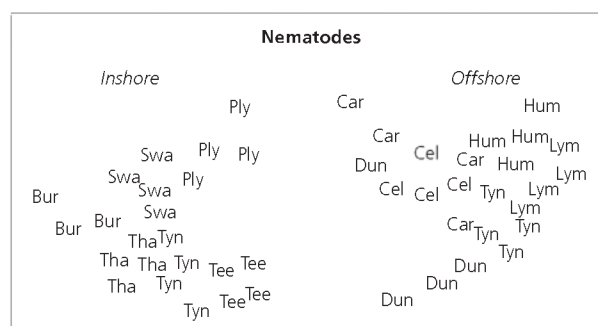 Nematodes
Inshore Offshore
Ply Car Hum
Car Hum Hum Lym
Swa Ply Ply Dun Cel Car Hum
Swa Swa Ply Cel Cel Cel Tyn Lym Lym
Bur Swa Lym
Bur Bur Car Tyn Tyn
Tha Tyn Tyn
Tha Tha Tyn Tee Tee Dun
Tha Tyn Dun
Tyn Tee Tee Dun